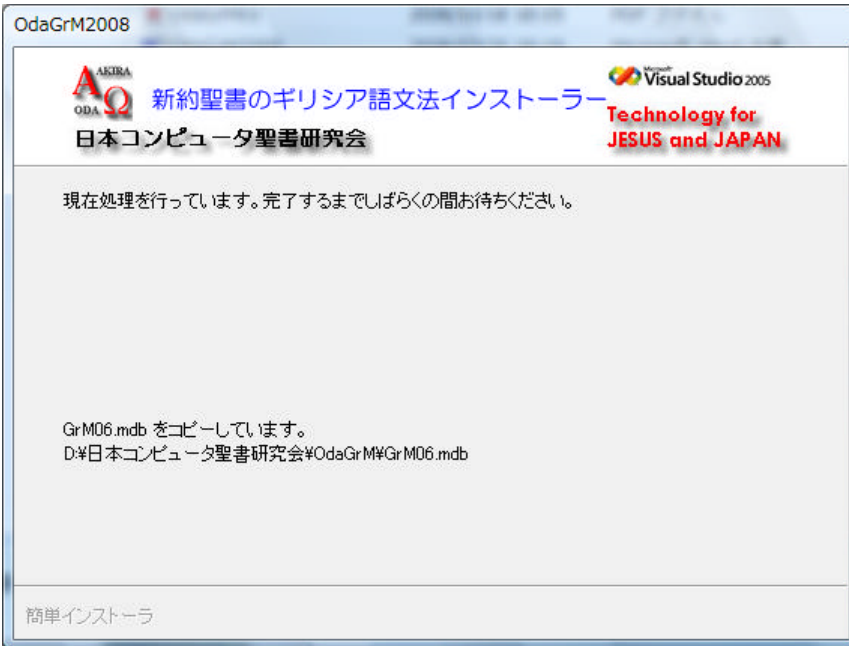 OdaGrM2008
AKIRA
ODA ΑΩ
新約聖書のギリシア語文法インストーラー
日本コンピュータ聖書研究会
Microsoft
Visual Studio 2005
Technology for
JESUS and JAPAN
現在処理を行っています。完了するまでしばらくの間お待ちください。
GrM06.mdb をコピーしています。
D:¥日本コンピュータ聖書研究会¥OdaGrM¥GrM06.mdb
簡単インストーラ